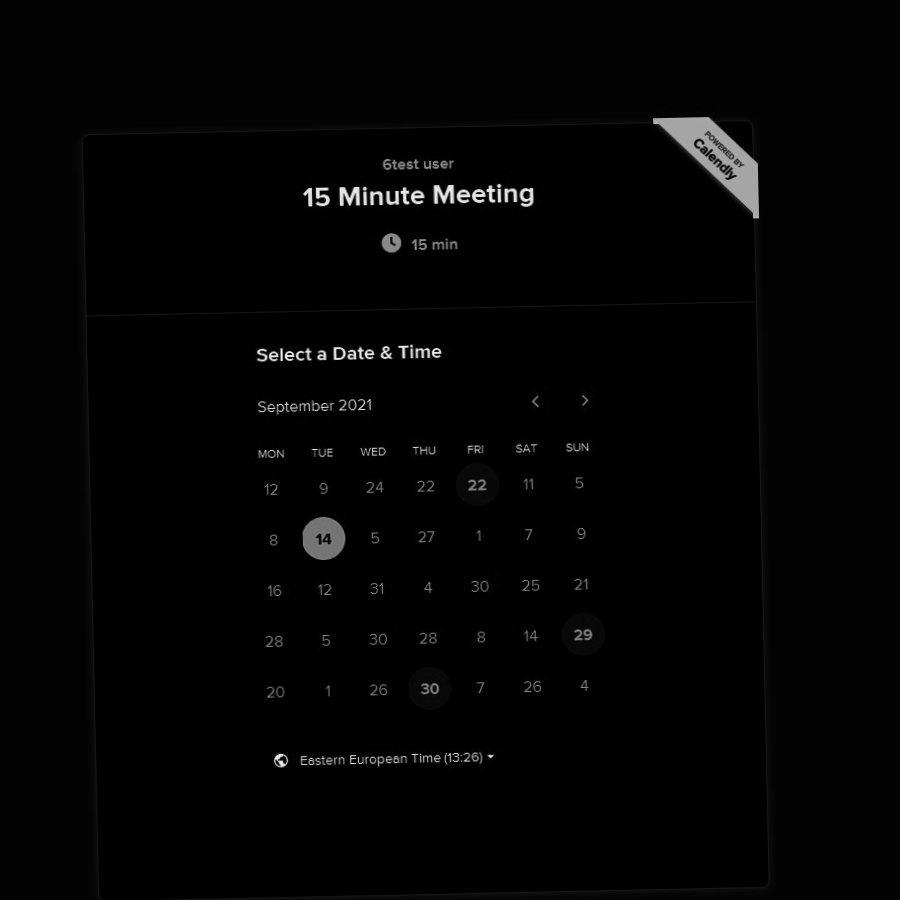 POWERED BY
Calendly
6test user
15 Minute Meeting
15 min
Select a Date & Time
September 2021
MON TUE WED THU FRI SAT SUN
12 9 24 22 22 11 5
8 14 5 27 1 7 9
16 12 31 4 30 25 21
28 5 30 28 8 14 29
20 1 26 30 7 26 4
Eastern European Time (13:26)